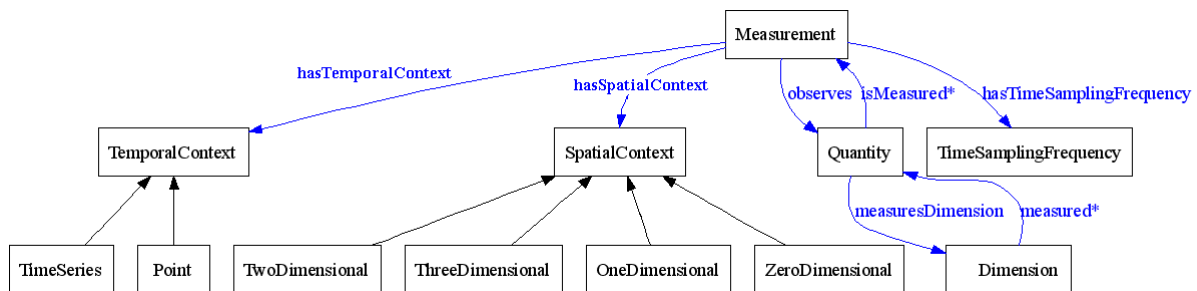 Measurement
hasTemporalContext
hasSpatialContext
observes
isMeasured*
hasTimeSamplingFrequency
TemporalContext
SpatialContext
Quantity
TimeSamplingFrequency
measuresDimension
measured*
TimeSeries
Point
TwoDimensional
ThreeDimensional
OneDimensional
ZeroDimensional
Dimension